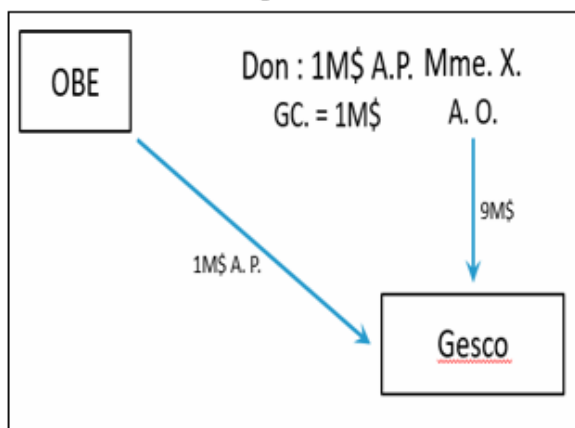 OBE
Don : 1M$ A.P. Mme. X.
GC. = 1M$ A. O.
9M$
1M$ A. P.
Gesco